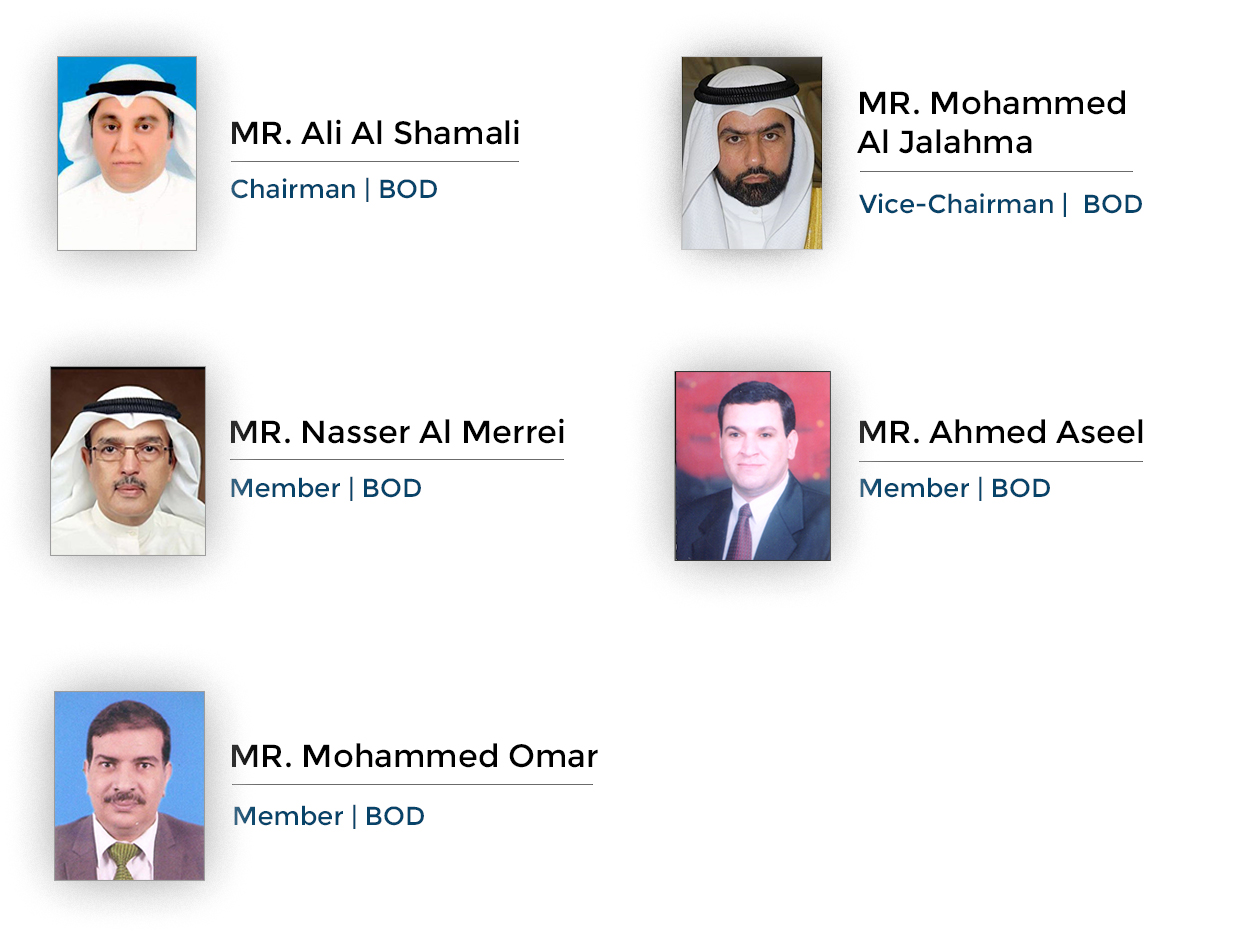 MR. Ali Al Shamali
Chairman | BOD
MR. Mohammed
Al Jalahma
Vice-Chairman | BOD
MR. Nasser Al Merrei
Member | BOD
MR. Ahmed Aseel
Member | BOD
MR. Mohammed Omar
Member | BOD